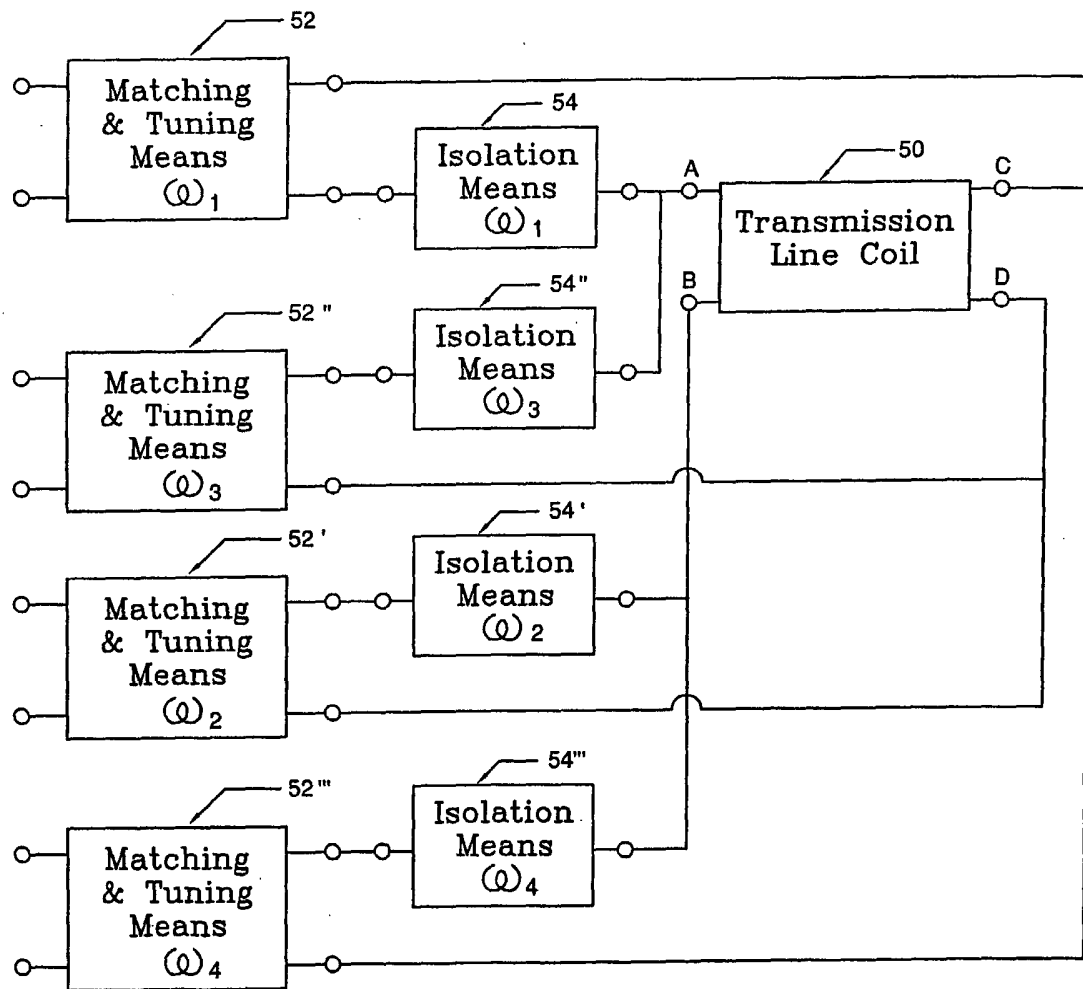 52
Matching
& Tuning
Means
ω1
54
Isolation
Means
ω1
A
50
C
Transmission
Line Coil
B
D
52"
Matching
& Tuning
Means
ω3
54"
Isolation
Means
ω3
52'
Matching
& Tuning
Means
ω2
54'
Isolation
Means
ω2
52'''
Matching
& Tuning
Means
ω4
54'''
Isolation
Means
ω4